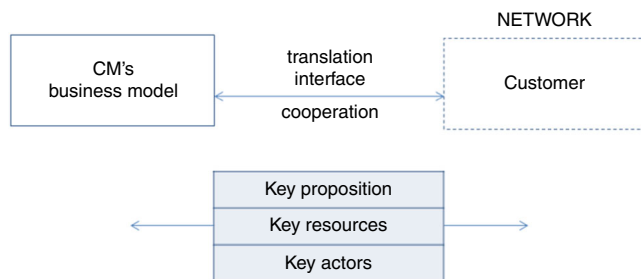 NETWORK
CM's
business model
translation
interface
cooperation
Customer
Key proposition
Key resources
Key actors